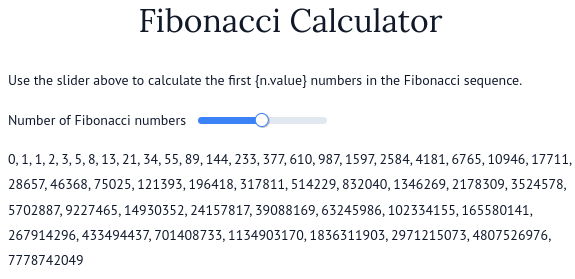 Fibonacci Calculator
Use the slider above to calculate the first {n.value} numbers in the Fibonacci sequence.
Number of Fibonacci numbers
0, 1, 1, 2, 3, 5, 8, 13, 21, 34, 55, 89, 144, 233, 377, 610, 987, 1597, 2584, 4181, 6765, 10946, 17711,
28657, 46368, 75025, 121393, 196418, 317811, 514229, 832040, 1346269, 2178309, 3524578,
5702887, 9227465, 14930352, 24157817, 39088169, 63245986, 102334155, 165580141,
267914296, 433494437, 701408733, 1134903170, 1836311903, 2971215073, 4807526976,
7778742049